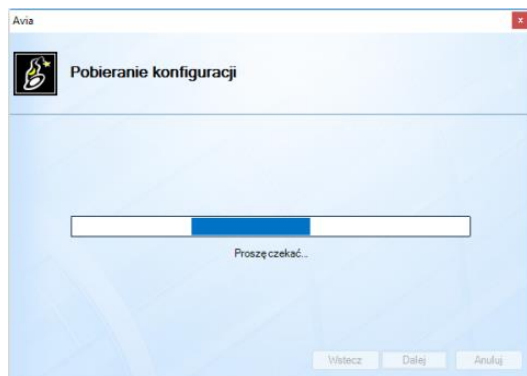 Avia
Pobieranie konfiguracji
Proszę czekać...
Wstecz Dalej Anuluj